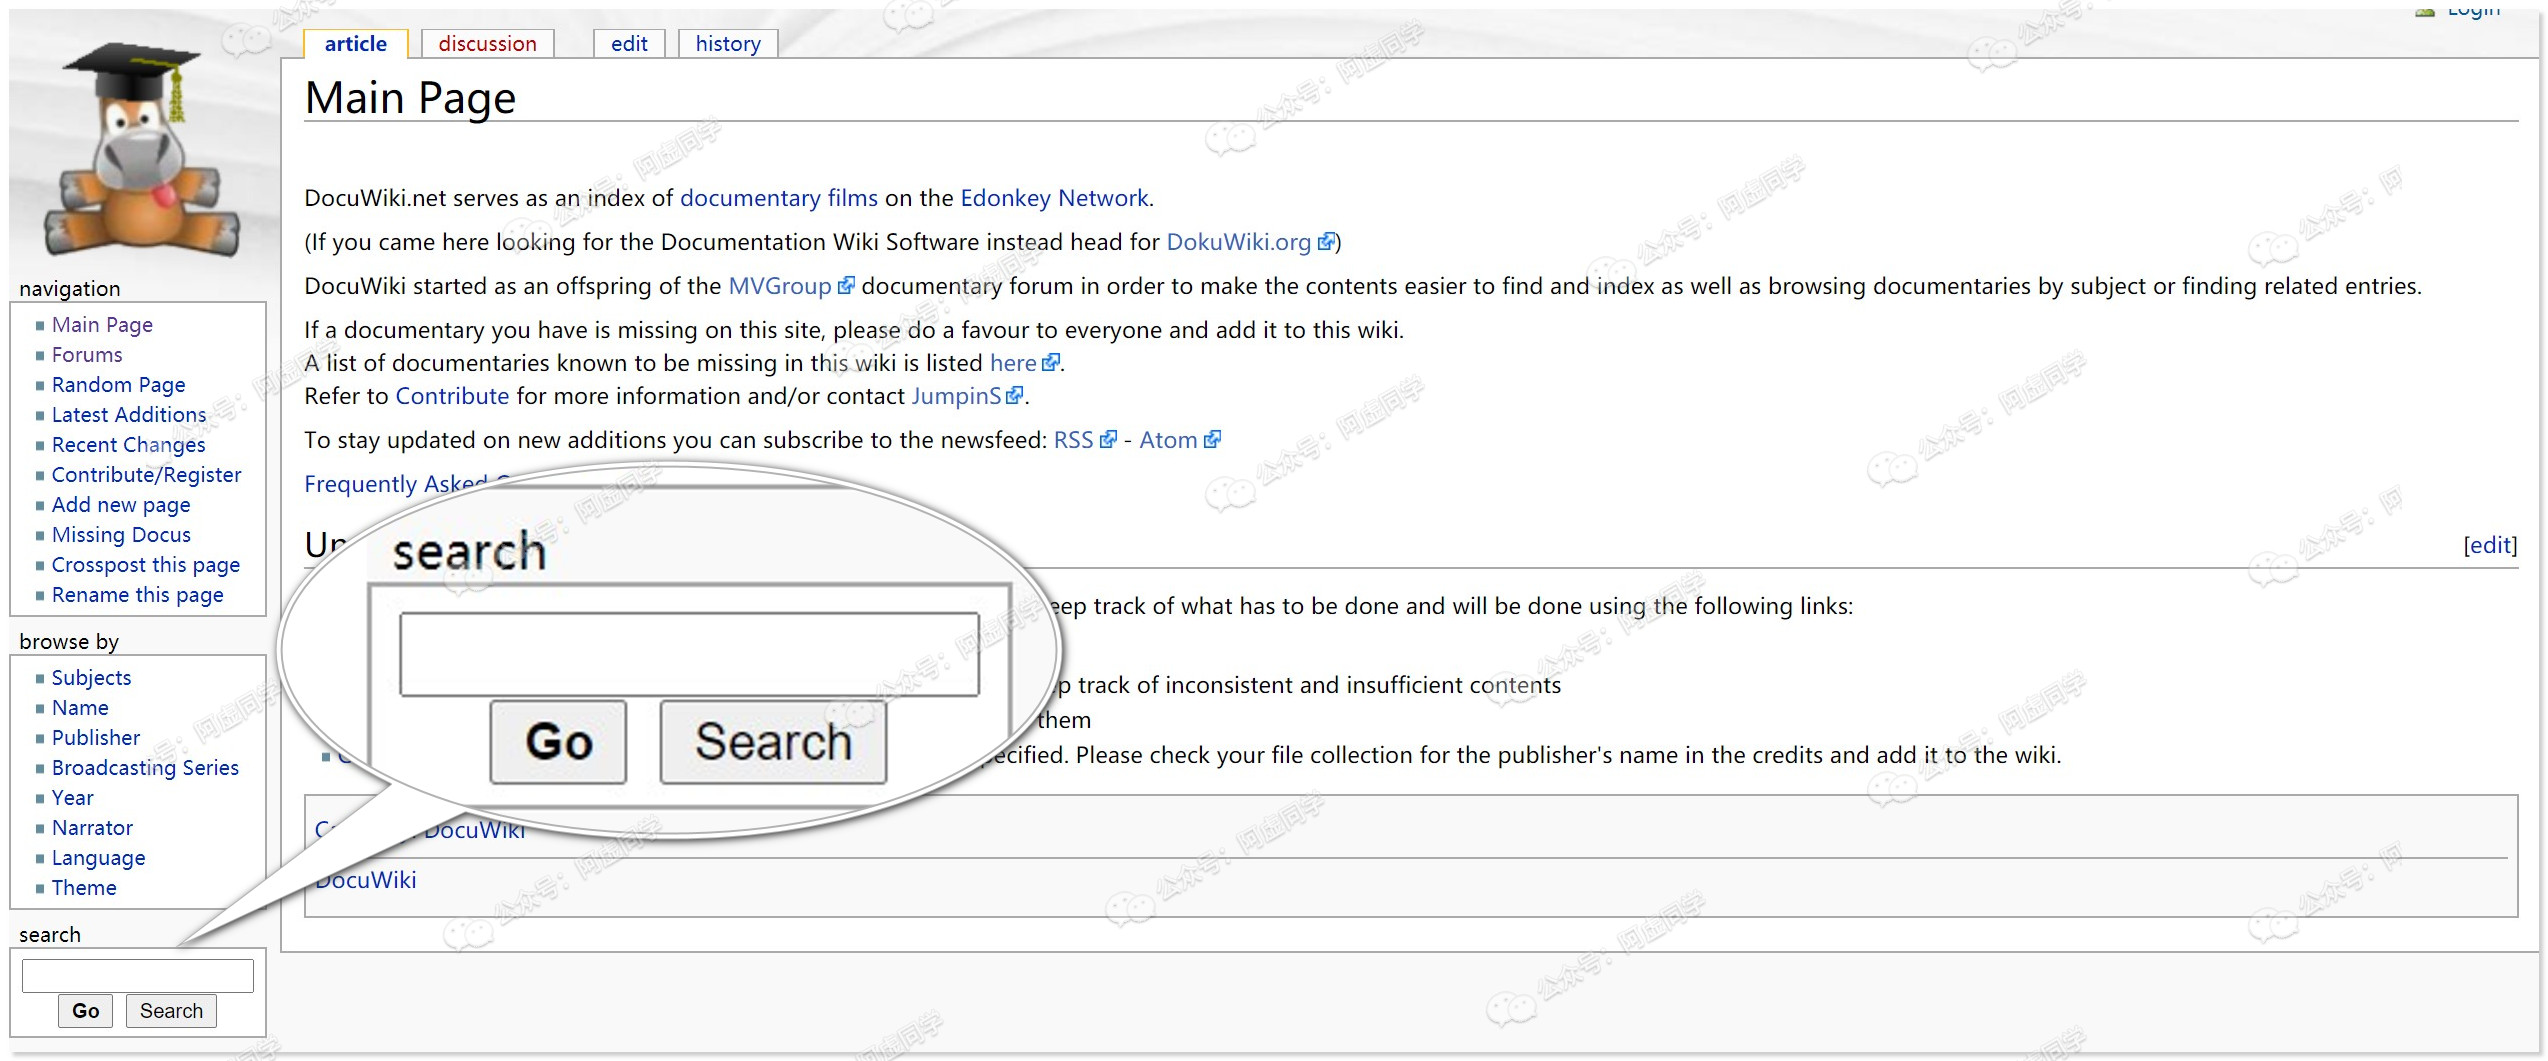 Login
article
discussion
edit
history
Main Page
DocuWiki.net serves as an index of documentary films on the Edonkey Network.
(If you came here looking for the Documentation Wiki Software instead head for DokuWiki.org)
DocuWiki started as an offspring of the MVGroup documentary forum in order to make the contents easier to find and index as well as browsing documentaries by subject or finding related entries.
If a documentary you have is missing on this site, please do a favour to everyone and add it to this wiki.
A list of documentaries known to be missing in this wiki is listed here.
Refer to Contribute for more information and/or contact JumpinS.
To stay updated on new additions you can subscribe to the newsfeed: RSS - Atom
Frequently Asked
[edit]
track of what has to be done and will be done using the following links:
track of inconsistent and insufficient contents
them
Please check your file collection for the publisher's name in the credits and add it to the wiki.
DocuWiki
DocuWiki
navigation
Main Page
Forums
Random Page
Latest Additions
Recent Changes
Contribute/Register
Add new page
Missing Docus
Crosspost this page
Rename this page
browse by
Subjects
Name
Publisher
Broadcasting Series
Year
Narrator
Language
Theme
search
Go
Search
search
Go
Search
公众号：阿虚同学